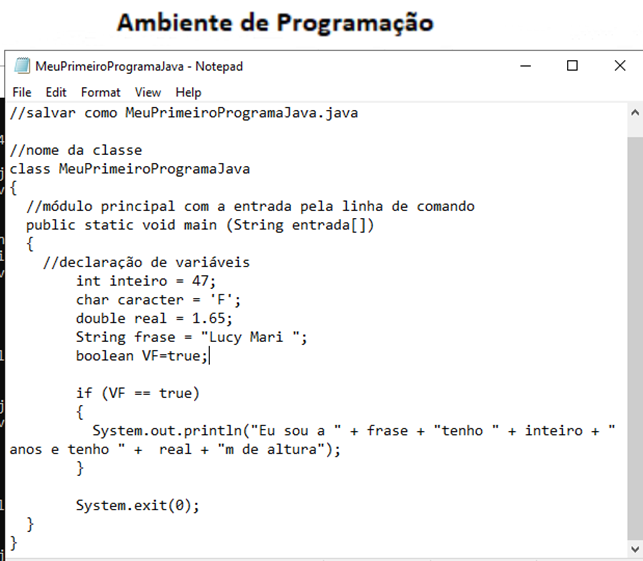 Ambiente de Programação
MeuPrimeiroProgramaJava - Notepad
File Edit Format View Help
//salvar como MeuPrimeiroProgramaJava.java
//nome da classe
class MeuPrimeiroProgramaJava
{
//módulo principal com a entrada pela linha de comando
public static void main (String entrada[])
{
//declaração de variáveis
int inteiro = 47;
char caracter = 'F';
double real = 1.65;
String frase = "Lucy Mari ";
boolean VF=true;
if (VF == true)
{
System.out.println("Eu sou a " + frase + "tenho " + inteiro + "
anos e tenho " +  real + "m de altura");
}
System.exit(0);
}
}